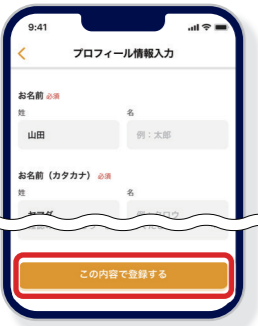 9:41
プロフィール情報入力
お名前 必須
姓 名
山田 例：太郎
お名前（カタカナ） 必須
姓 名
この内容で登録する